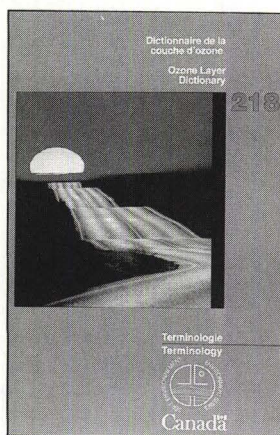 Dictionnaire de la
couche d'ozone
Ozone Layer
Dictionary
218
Terminologie
Terminology
Canada